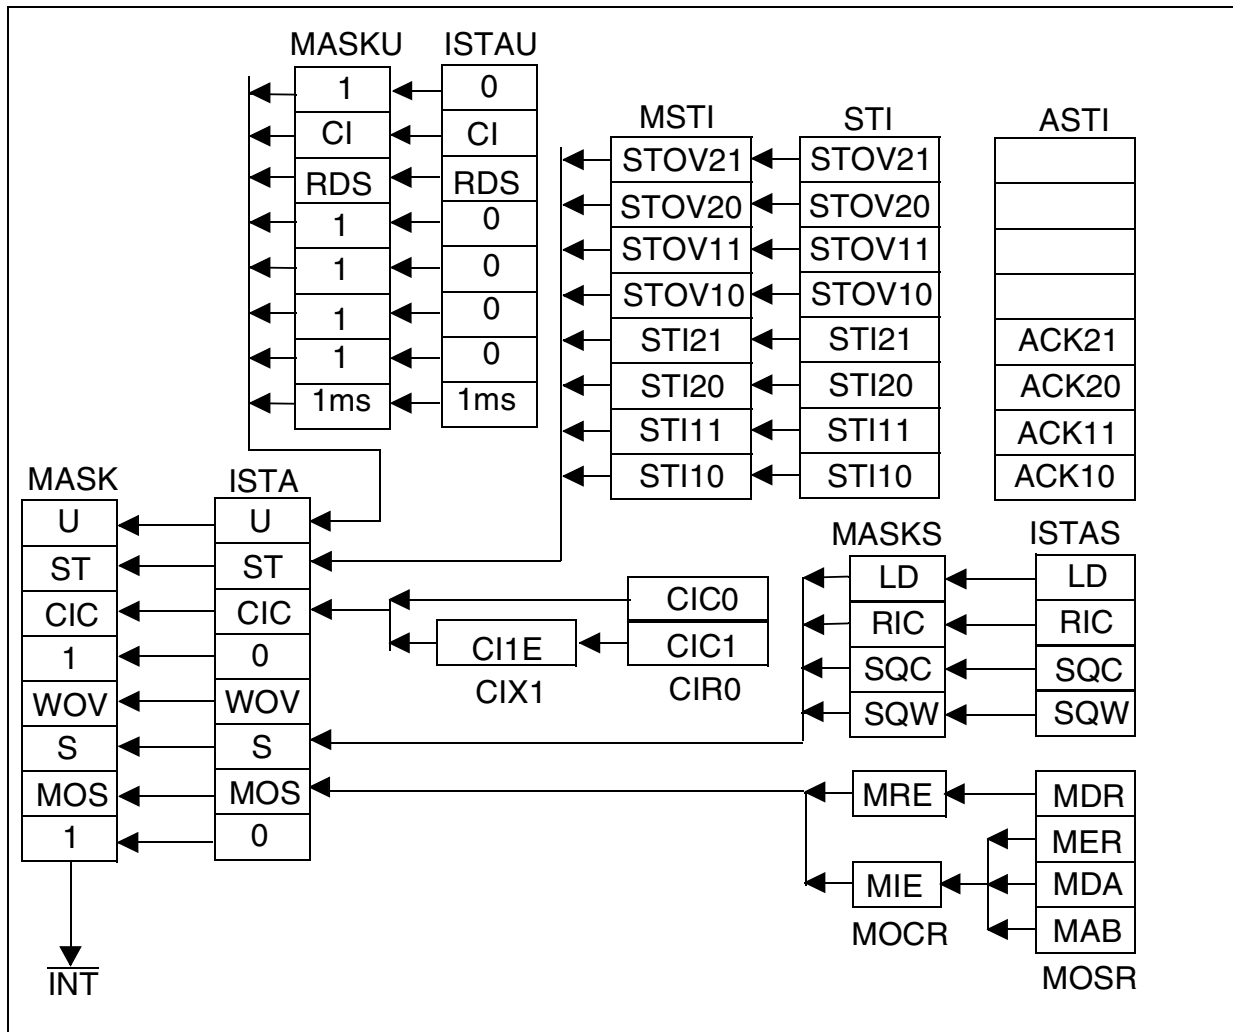 MASKU ISTAU
1 0
CI CI
RDS RDS
1 0
1 0
1 0
1 0
1ms 1ms
MSTI STI ASTI
STOV21 STOV21
STOV20 STOV20
STOV11 STOV11
STOV10 STOV10
STI21 STI21 ACK21
STI20 STI20 ACK20
STI11 STI11 ACK11
STI10 STI10 ACK10
MASK ISTA
U U
ST ST
CIC CIC
1 0
WOV WOV
S S
MOS MOS
1 0
INT
CIC0
CI1E CIC1
CIX1 CIR0
MASKS ISTAS
LD LD
RIC RIC
SQC SQC
SQW SQW
MRE MDR
MER
MIE MDA
MAB
MOCR
MOSR